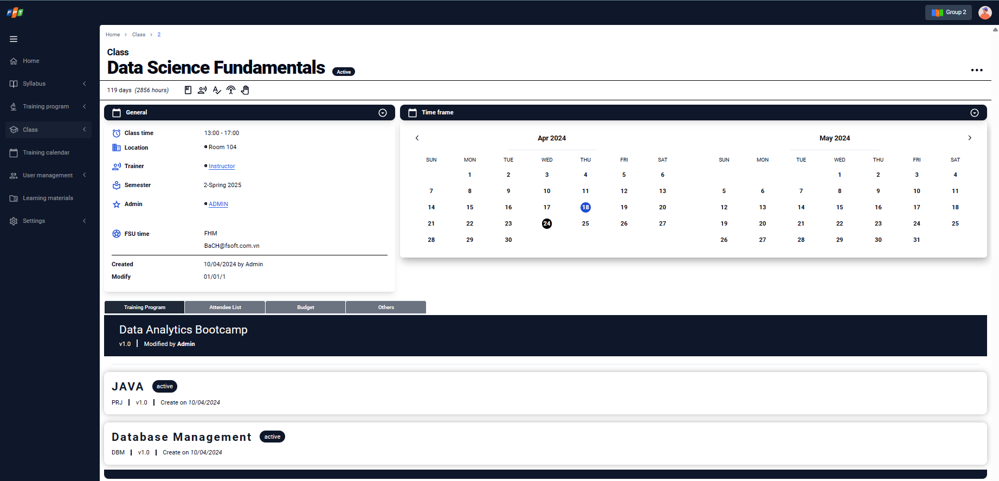 FPT
Group 2
Home
Syllabus
Training program
Class
Training calendar
User management
Learning materials
Settings
Home > Class > 2
Class
Data Science Fundamentals Active
119 days (2856 hours)
General
Class time 13:00 - 17:00
Location Room 104
Trainer Instructor
Semester 2-Spring 2025
Admin ADMIN
FSU time FHM
BaCH@fsoft.com.vn
Created 10/04/2024 by Admin
Modify 01/01/1
Time frame
Apr 2024
SUN MON TUE WED THU FRI SAT
1 2 3 4 5 6
7 8 9 10 11 12 13
14 15 16 17 18 19 20
21 22 23 24 25 26 27
28 29 30
May 2024
SUN MON TUE WED THU FRI SAT
1 2 3 4
5 6 7 8 9 10 11
12 13 14 15 16 17 18
19 20 21 22 23 24 25
26 27 28 29 30 31
Training Program Attendee List Budget Others
Data Analytics Bootcamp
v1.0 | Modified by Admin
JAVA active
PRJ | v1.0 | Create on 10/04/2024
Database Management active
DBM | v1.0 | Create on 10/04/2024